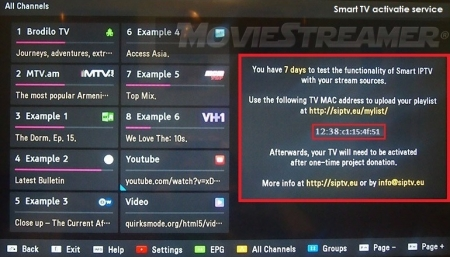 All Channels
Smart TV activatie service
MOVIESTREAMER
1 Brodilo TV
Journeys, adventures, extr···
2 MTV.am
MTV
The most popular Armeni···
3 Example 1
The Dorm, Ep, 15.
4 Example 2
Latest Bulletin
5 Example 3
Close up – The Current Af···
6 Example 4
Access Asia.
7 Example 5
Top Mix.
8 Example 6
VH1
We Love The: 10s.
Youtube
youtube.com/watch?v=xD···
Video
quirksmode.org/html5/vid···
You have 7 days to test the functionality of Smart IPTV
with your stream sources.
Use the following TV MAC address to upload your playlist
at http://siptv.eu/mylist/
12:38:c1:15:4f:51
Afterwards, your TV will need to be activated
after one-time project donation.
More info at http://siptv.eu or by info@siptv.eu
Back
Exit
Help
Settings
EPG
All Channels
Groups
Page -
Page +